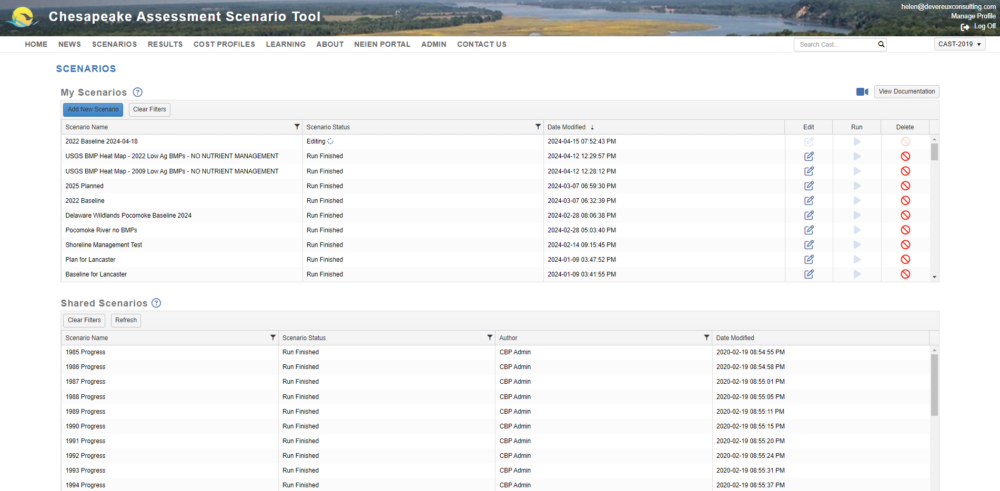 Chesapeake Assessment Scenario Tool
helen@devereuxconsulting.com
Manage Profile
Log Off
HOME NEWS SCENARIOS RESULTS COST PROFILES LEARNING ABOUT NEIEN PORTAL ADMIN CONTACT US Search Cast... CAST-2019
SCENARIOS
My Scenarios ? View Documentation
Add New Scenario Clear Filters
Scenario Name Scenario Status Date Modified Edit Run Delete
2022 Baseline 2024-04-18 Editing 2024-04-15 07:52:43 PM
USGS BMP Heat Map - 2022 Low Ag BMPs - NO NUTRIENT MANAGEMENT Run Finished 2024-04-12 12:29:57 PM
USGS BMP Heat Map - 2009 Low Ag BMPs - NO NUTRIENT MANAGEMENT Run Finished 2024-04-12 12:28:12 PM
2025 Planned Run Finished 2024-03-07 06:59:30 PM
2022 Baseline Run Finished 2024-03-07 06:32:39 PM
Delaware Wildlands Pocomoke Baseline 2024 Run Finished 2024-02-28 08:06:38 PM
Pocomoke River no BMPs Run Finished 2024-02-28 05:03:40 PM
Shoreline Management Test Run Finished 2024-02-14 09:15:45 PM
Plan for Lancaster Run Finished 2024-01-09 03:47:52 PM
Baseline for Lancaster Run Finished 2024-01-09 03:41:55 PM
Shared Scenarios ?
Clear Filters Refresh
Scenario Name Scenario Status Author Date Modified
1985 Progress Run Finished CBP Admin 2020-02-19 08:54:55 PM
1986 Progress Run Finished CBP Admin 2020-02-19 08:54:58 PM
1987 Progress Run Finished CBP Admin 2020-02-19 08:55:01 PM
1988 Progress Run Finished CBP Admin 2020-02-19 08:55:05 PM
1989 Progress Run Finished CBP Admin 2020-02-19 08:55:11 PM
1990 Progress Run Finished CBP Admin 2020-02-19 08:55:15 PM
1991 Progress Run Finished CBP Admin 2020-02-19 08:55:20 PM
1992 Progress Run Finished CBP Admin 2020-02-19 08:55:24 PM
1993 Progress Run Finished CBP Admin 2020-02-19 08:55:31 PM
1994 Progress Run Finished CBP Admin 2020-02-19 08:55:37 PM